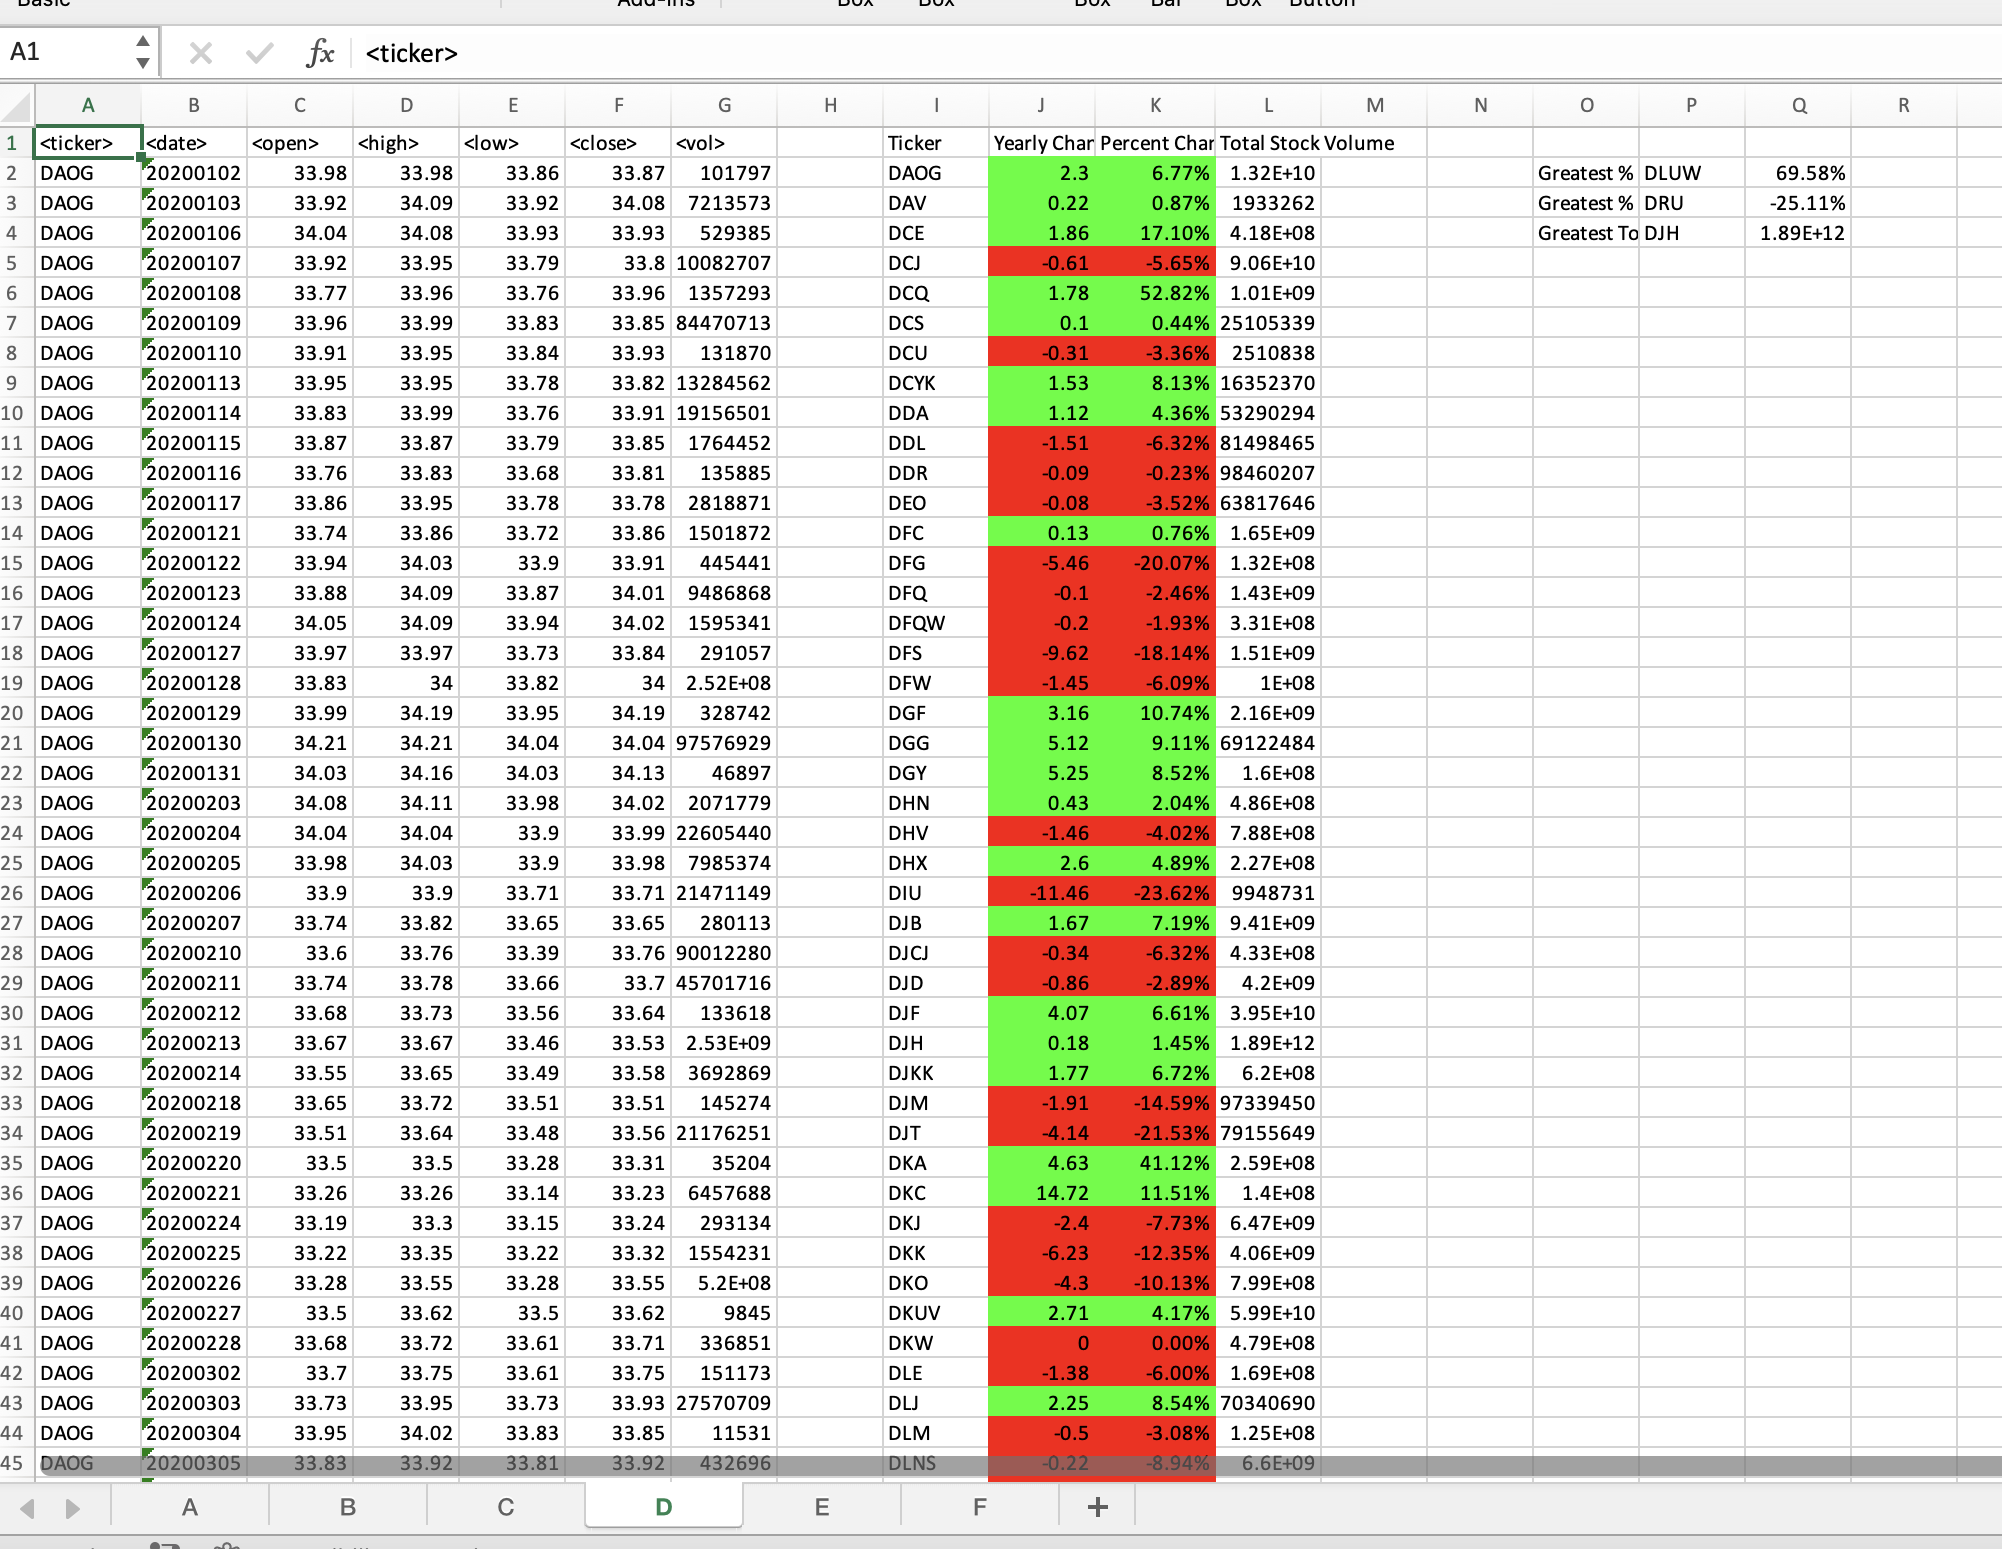 Basic Add-ins Box Box Box Bar Box Button
A1 fx <ticker>
A B C D E F G H I J K L M N O P Q R
1 <ticker> <date> <open> <high> <low> <close> <vol> Ticker Yearly Char Percent Char Total Stock Volume
2 DAOG 20200102 33.98 33.98 33.86 33.87 101797 DAOG 2.3 6.77% 1.32E+10 Greatest % DLUW 69.58%
3 DAOG 20200103 33.92 34.09 33.92 34.08 7213573 DAV 0.22 0.87% 1933262 Greatest % DRU -25.11%
4 DAOG 20200106 34.04 34.08 33.93 33.93 529385 DCE 1.86 17.10% 4.18E+08 Greatest To DJH 1.89E+12
5 DAOG 20200107 33.92 33.95 33.79 33.8 10082707 DCJ -0.61 -5.65% 9.06E+10
6 DAOG 20200108 33.77 33.96 33.76 33.96 1357293 DCQ 1.78 52.82% 1.01E+09
7 DAOG 20200109 33.96 33.99 33.83 33.85 84470713 DCS 0.1 0.44% 25105339
8 DAOG 20200110 33.91 33.95 33.84 33.93 131870 DCU -0.31 -3.36% 2510838
9 DAOG 20200113 33.95 33.95 33.78 33.82 13284562 DCYK 1.53 8.13% 16352370
10 DAOG 20200114 33.83 33.99 33.76 33.91 19156501 DDA 1.12 4.36% 53290294
11 DAOG 20200115 33.87 33.87 33.79 33.85 1764452 DDL -1.51 -6.32% 81498465
12 DAOG 20200116 33.76 33.83 33.68 33.81 135885 DDR -0.09 -0.23% 98460207
13 DAOG 20200117 33.86 33.95 33.78 33.78 2818871 DEO -0.08 -3.52% 63817646
14 DAOG 20200121 33.74 33.86 33.72 33.86 1501872 DFC 0.13 0.76% 1.65E+09
15 DAOG 20200122 33.94 34.03 33.9 33.91 445441 DFG -5.46 -20.07% 1.32E+08
16 DAOG 20200123 33.88 34.09 33.87 34.01 9486868 DFQ -0.1 -2.46% 1.43E+09
17 DAOG 20200124 34.05 34.09 33.94 34.02 1595341 DFQW -0.2 -1.93% 3.31E+08
18 DAOG 20200127 33.97 33.97 33.73 33.84 291057 DFS -9.62 -18.14% 1.51E+09
19 DAOG 20200128 33.83 34 33.82 34 2.52E+08 DFW -1.45 -6.09% 1E+08
20 DAOG 20200129 33.99 34.19 33.95 34.19 328742 DGF 3.16 10.74% 2.16E+09
21 DAOG 20200130 34.21 34.21 34.04 34.04 97576929 DGG 5.12 9.11% 69122484
22 DAOG 20200131 34.03 34.16 34.03 34.13 46897 DGY 5.25 8.52% 1.6E+08
23 DAOG 20200203 34.08 34.11 33.98 34.02 2071779 DHN 0.43 2.04% 4.86E+08
24 DAOG 20200204 34.04 34.04 33.9 33.99 22605440 DHV -1.46 -4.02% 7.88E+08
25 DAOG 20200205 33.98 34.03 33.9 33.98 7985374 DHX 2.6 4.89% 2.27E+08
26 DAOG 20200206 33.9 33.9 33.71 33.71 21471149 DIU -11.46 -23.62% 9948731
27 DAOG 20200207 33.74 33.82 33.65 33.65 280113 DJB 1.67 7.19% 9.41E+09
28 DAOG 20200210 33.6 33.76 33.39 33.76 90012280 DJCJ -0.34 -6.32% 4.33E+08
29 DAOG 20200211 33.74 33.78 33.66 33.7 45701716 DJD -0.86 -2.89% 4.2E+09
30 DAOG 20200212 33.68 33.73 33.56 33.64 133618 DJF 4.07 6.61% 3.95E+10
31 DAOG 20200213 33.67 33.67 33.46 33.53 2.53E+09 DJH 0.18 1.45% 1.89E+12
32 DAOG 20200214 33.55 33.65 33.49 33.58 3692869 DJKK 1.77 6.72% 6.2E+08
33 DAOG 20200218 33.65 33.72 33.51 33.51 145274 DJM -1.91 -14.59% 97339450
34 DAOG 20200219 33.51 33.64 33.48 33.56 21176251 DJT -4.14 -21.53% 79155649
35 DAOG 20200220 33.5 33.5 33.28 33.31 35204 DKA 4.63 41.12% 2.59E+08
36 DAOG 20200221 33.26 33.26 33.14 33.23 6457688 DKC 14.72 11.51% 1.4E+08
37 DAOG 20200224 33.19 33.3 33.15 33.24 293134 DKJ -2.4 -7.73% 6.47E+09
38 DAOG 20200225 33.22 33.35 33.22 33.32 1554231 DKK -6.23 -12.35% 4.06E+09
39 DAOG 20200226 33.28 33.55 33.28 33.55 5.2E+08 DKO -4.3 -10.13% 7.99E+08
40 DAOG 20200227 33.5 33.62 33.5 33.62 9845 DKUV 2.71 4.17% 5.99E+10
41 DAOG 20200228 33.68 33.72 33.61 33.71 336851 DKW 0 0.00% 4.79E+08
42 DAOG 20200302 33.7 33.75 33.61 33.75 151173 DLE -1.38 -6.00% 1.69E+08
43 DAOG 20200303 33.73 33.95 33.73 33.93 27570709 DLJ 2.25 8.54% 70340690
44 DAOG 20200304 33.95 34.02 33.83 33.85 11531 DLM -0.5 -3.08% 1.25E+08
45 DAOG 20200305 33.83 33.92 33.81 33.92 432696 DLNS -0.22 -8.94% 6.6E+09
A B C D E F +